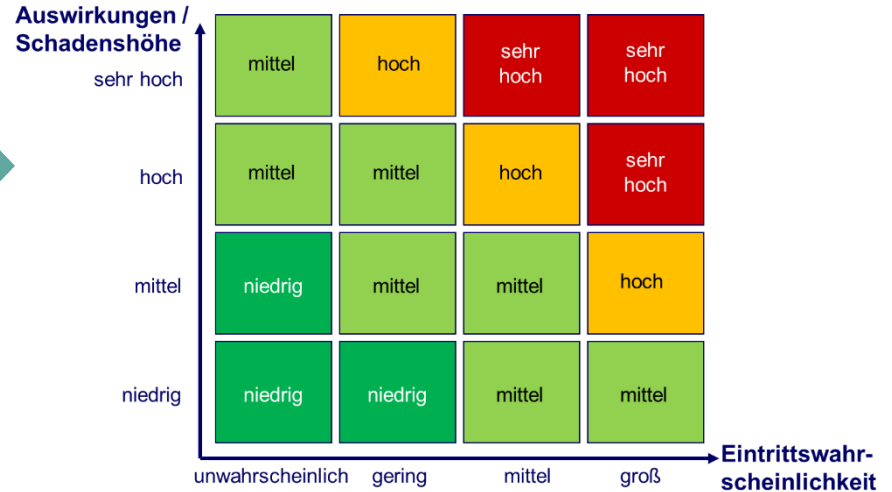 Auswirkungen /
Schadenshöhe
sehr hoch
mittel
hoch
sehr
hoch
sehr
hoch
hoch
mittel
mittel
hoch
sehr
hoch
mittel
niedrig
mittel
mittel
hoch
niedrig
niedrig
niedrig
mittel
mittel
unwahrscheinlich
gering
mittel
groß
Eintrittswahr-
scheinlichkeit